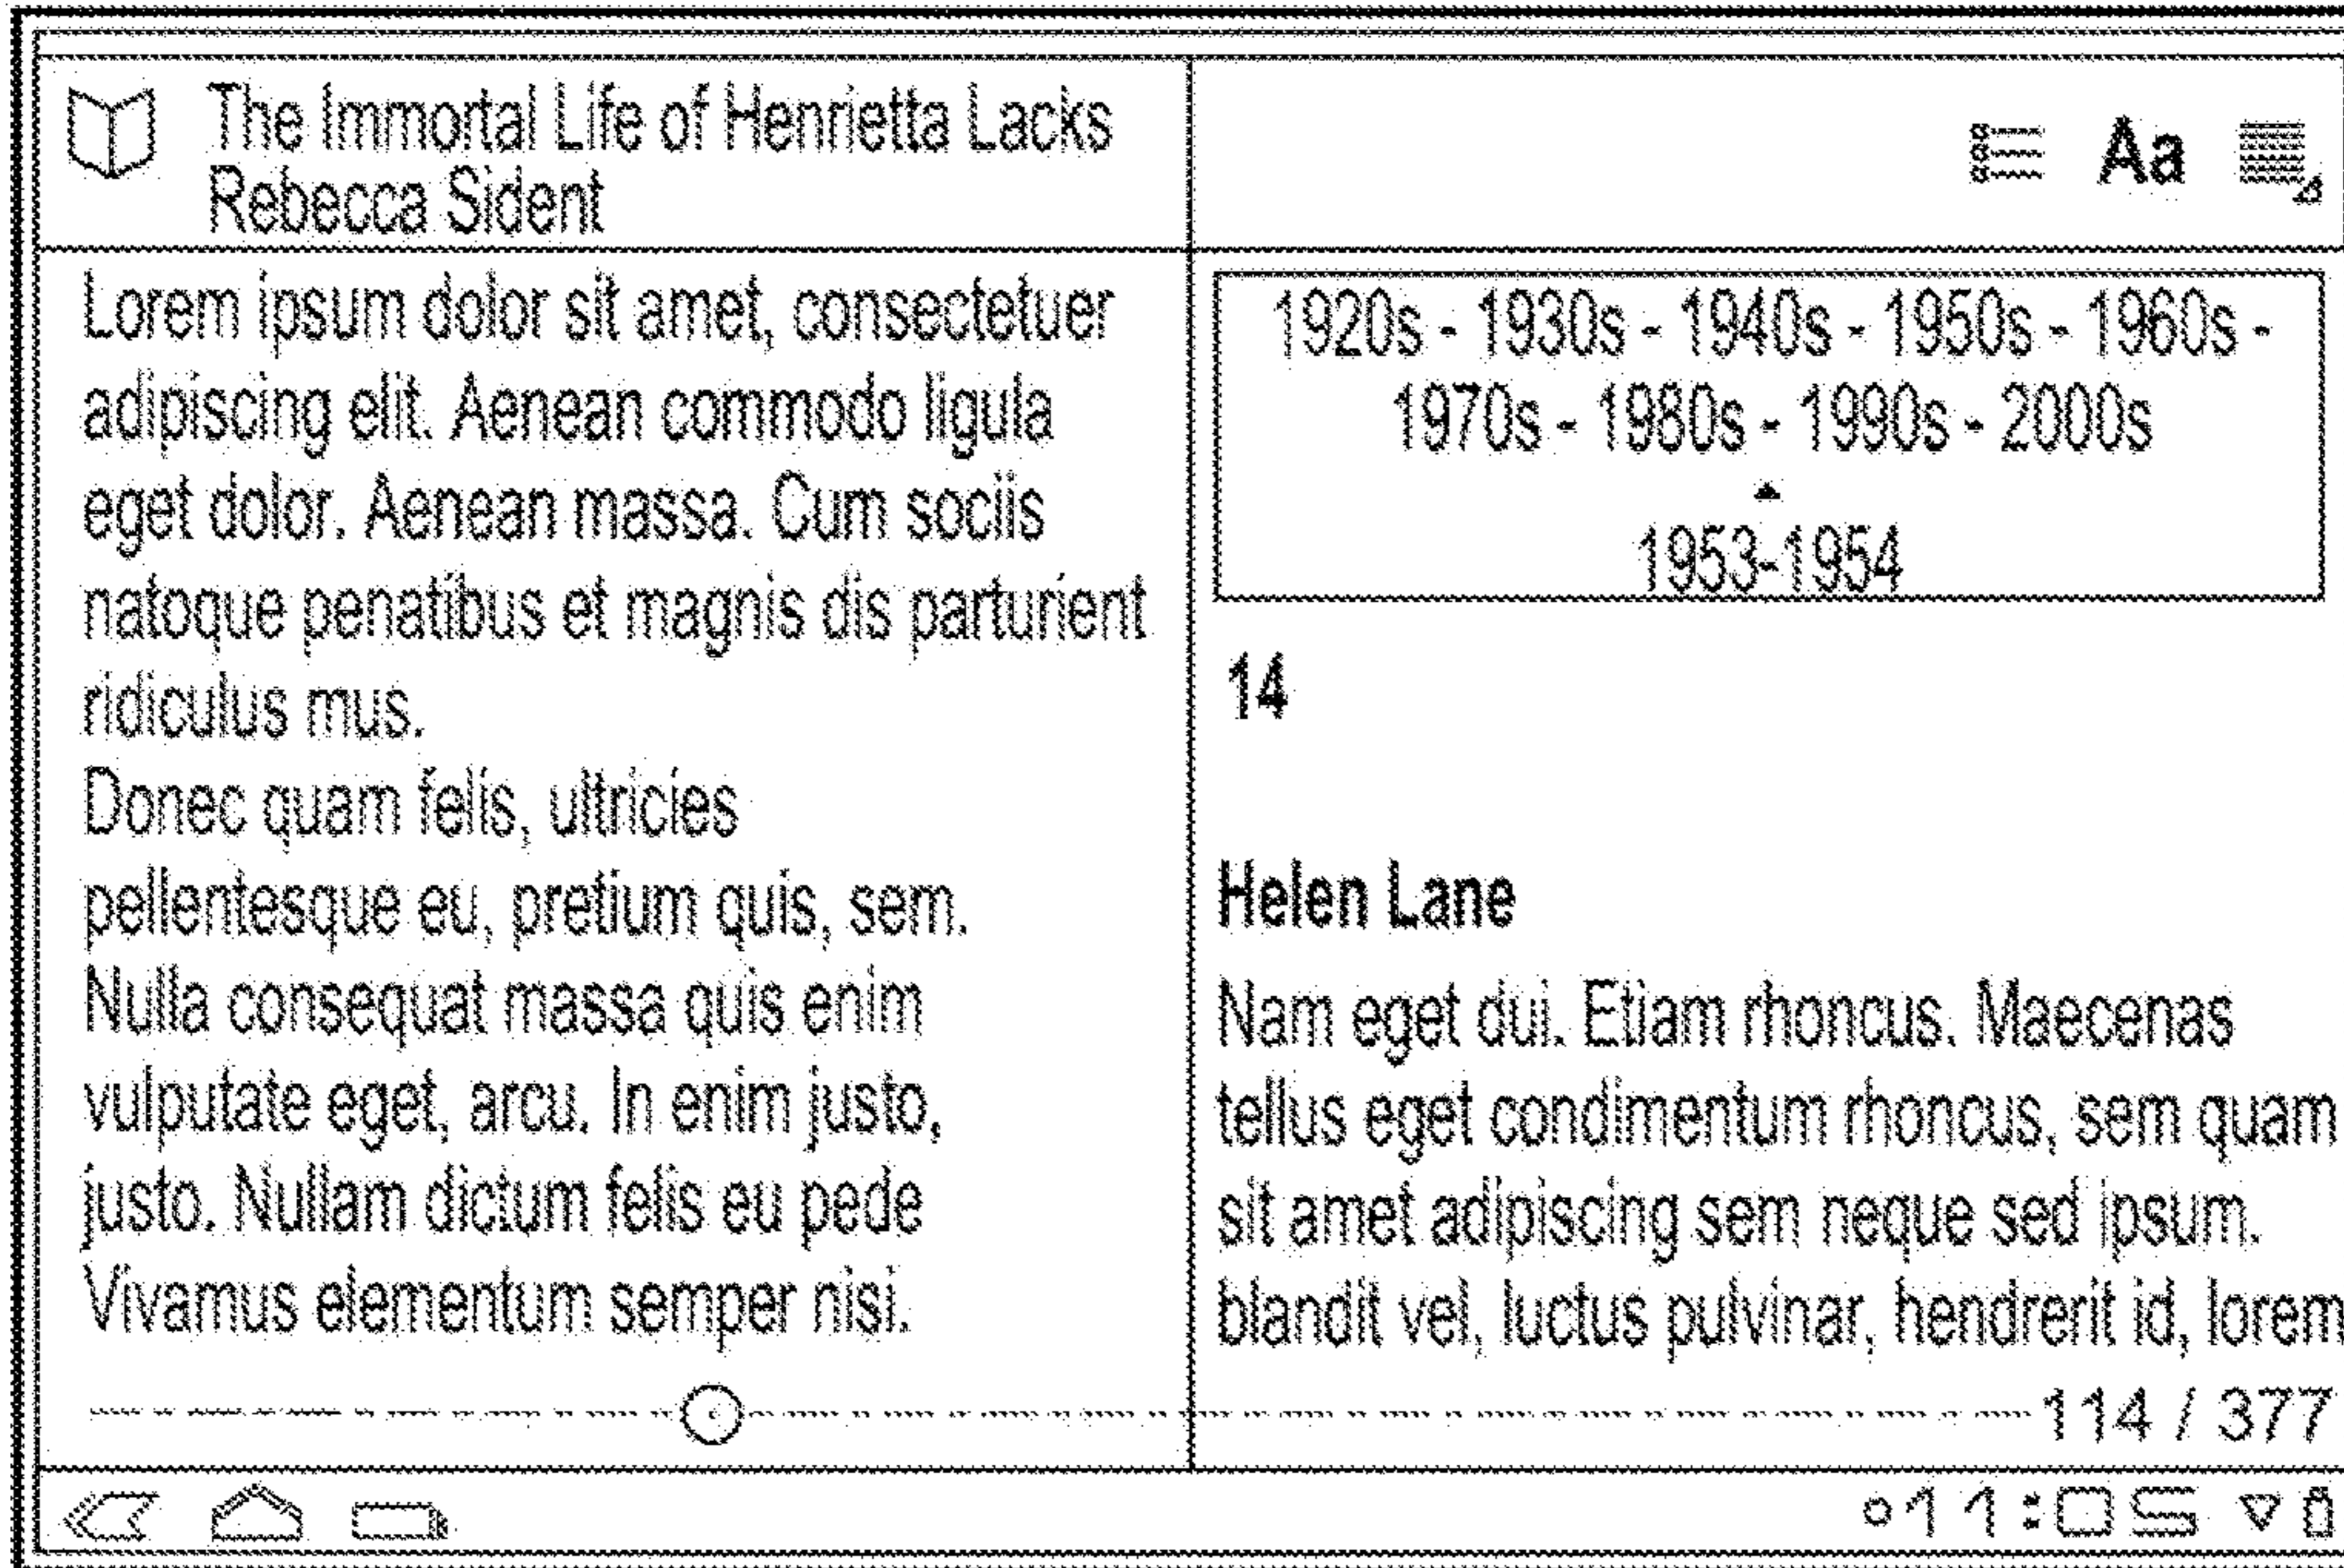 The Immortal Life of Henrietta Lacks
Rebecca Sident
Aa
Lorem ipsum dolor sit amet, consectetuer
adipiscing elit. Aenean commodo ligula
eget dolor. Aenean massa. Cum sociis
natoque penatibus et magnis dis parturient
ridiculus mus.
Donec quam felis, ultricies
pellentesque eu, pretium quis, sem.
Nulla consequat massa quis enim
vulputate eget, arcu. In enim justo,
justo. Nullam dictum felis eu pede
Vivamus elementum semper nisi.
1920s - 1930s - 1940s - 1950s - 1960s -
1970s - 1980s - 1990s - 2000s
1953-1954
14
Helen Lane
Nam eget dui. Etiam rhoncus. Maecenas
tellus eget condimentum rhoncus, sem quam
sit amet adipiscing sem neque sed ipsum.
blandit vel, luctus pulvinar, hendrerit id, lorem
114 / 377
11:05